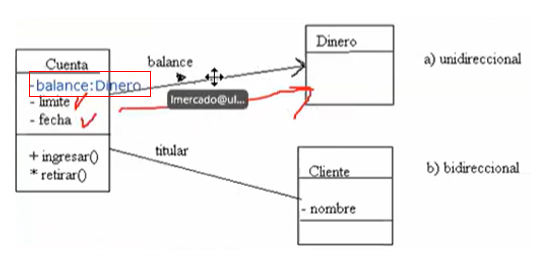 Cuenta
-balance:Dinero
- limite
- fecha
+ ingresar()
* retirar()
balance
lmercado@ul...
titular
Dinero
a) unidireccional
Cliente
- nombre
b) bidireccional